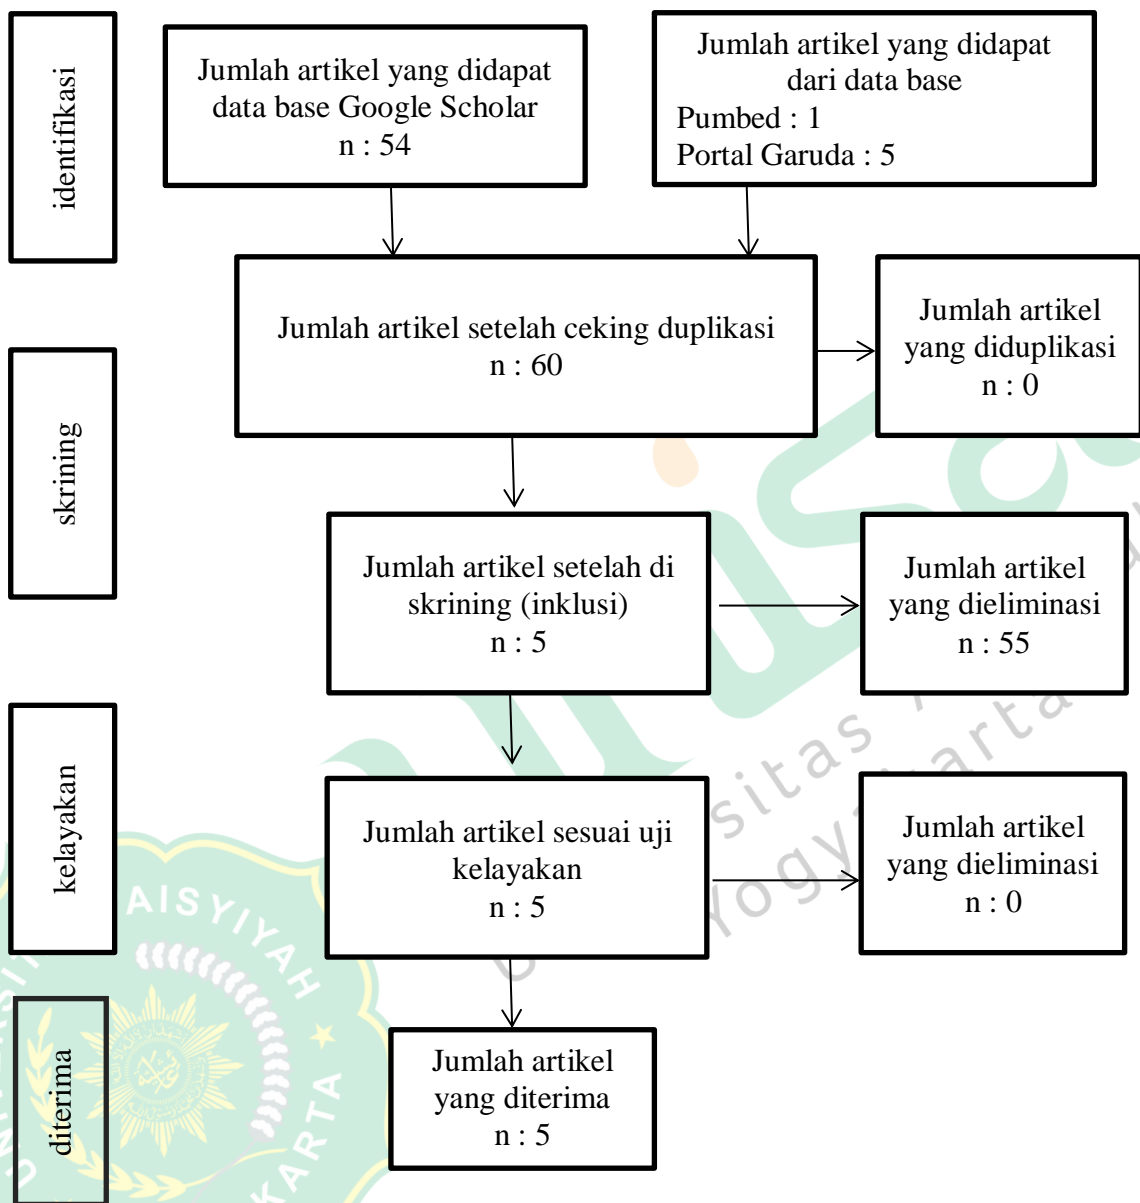 identifikasi
Jumlah artikel yang didapat
data base Google Scholar
n : 54
Jumlah artikel yang didapat
dari data base
Pumbed : 1
Portal Garuda : 5
Jumlah artikel setelah ceking duplikasi
n : 60
Jumlah artikel
yang diduplikasi
n : 0
skrining
Jumlah artikel setelah di
skrining (inklusi)
n : 5
Jumlah artikel
yang dieliminasi
n : 55
kelayakan
Jumlah artikel sesuai uji
kelayakan
n : 5
Jumlah artikel
yang dieliminasi
n : 0
diterima
Jumlah artikel
yang diterima
n : 5
AISYIYAH